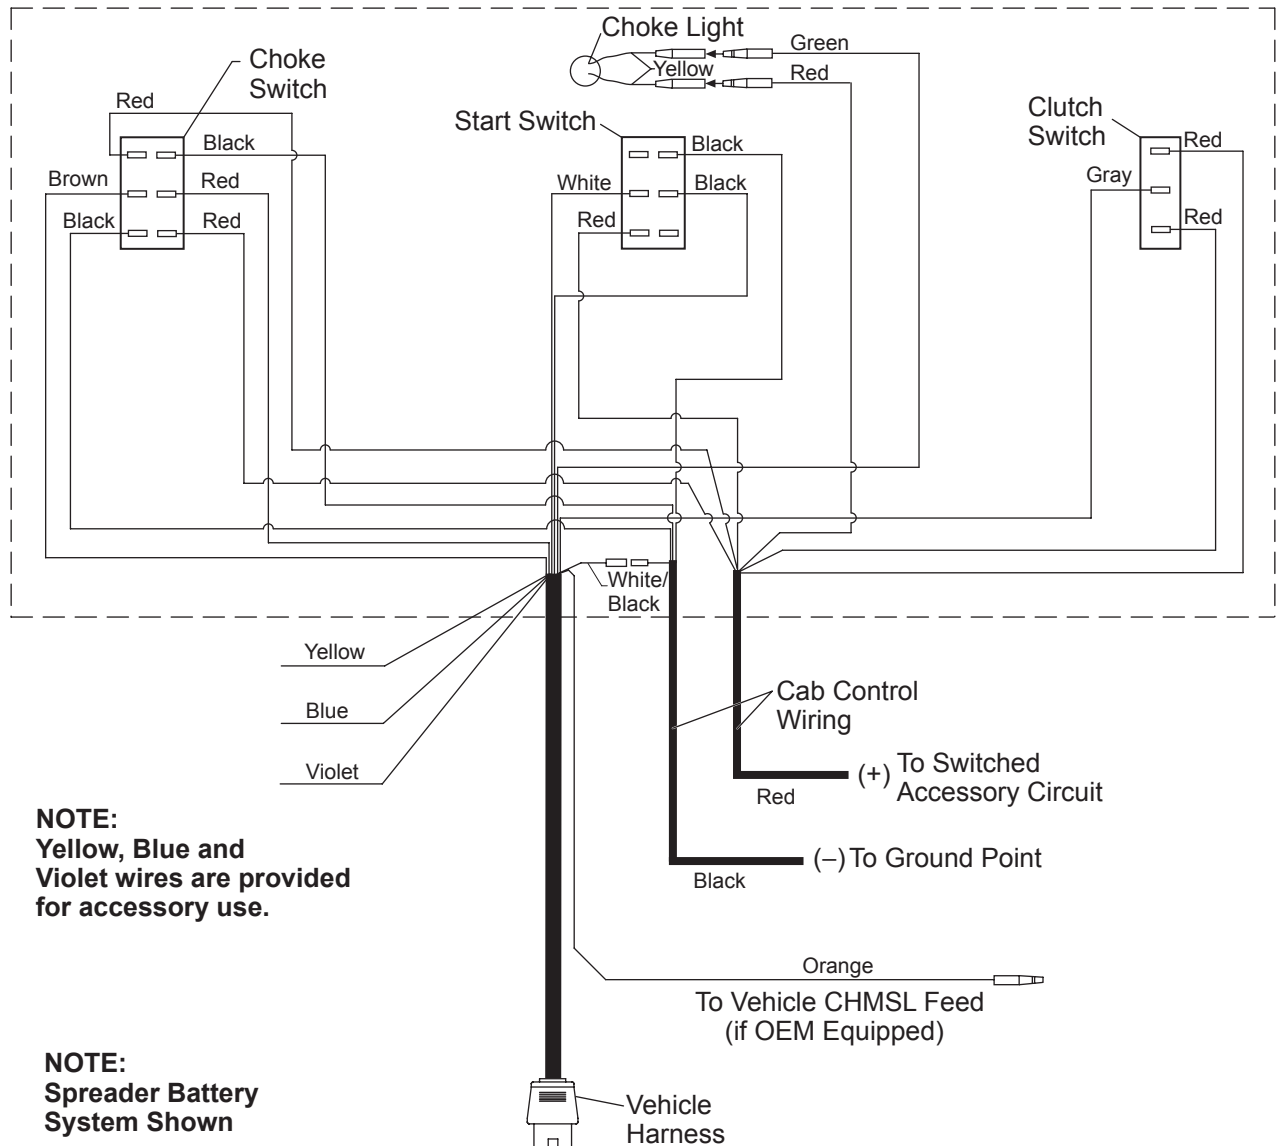 Choke Light
Green
Choke
Switch
Yellow
Red
Red
Start Switch
Clutch
Switch
Black
Black
Red
Brown
Red
White
Black
Gray
Black
Red
Red
Red
White/
Black
Yellow
Cab Control
Wiring
Blue
Violet
(+) To Switched
Accessory Circuit
Red
NOTE:
Yellow, Blue and
Violet wires are provided
for accessory use.
(–) To Ground Point
Black
Orange
To Vehicle CHMSL Feed
(if OEM Equipped)
NOTE:
Spreader Battery
System Shown
Vehicle
Harness